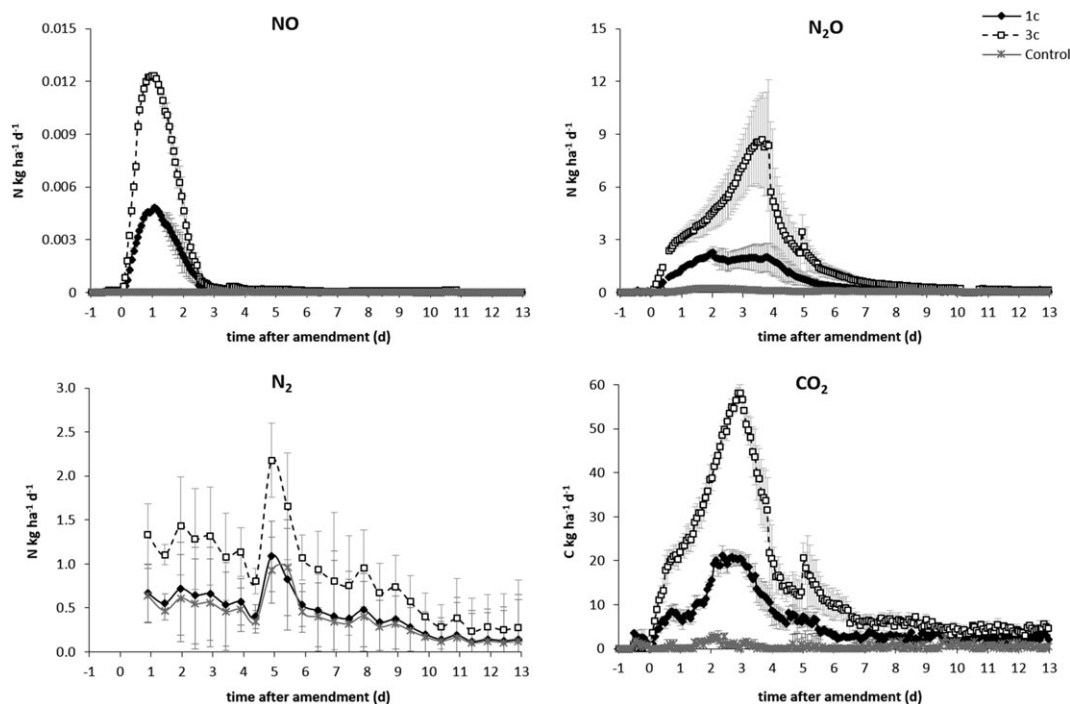 NO
0.015
0.012
0.009
0.006
0.003
0
N kg ha⁻¹ d⁻¹
-1 0 1 2 3 4 5 6 7 8 9 10 11 12 13
time after amendment (d)
N₂O
12
9
6
3
0
N kg ha⁻¹ d⁻¹
-1 0 1 2 3 4 5 6 7 8 9 10 11 12 13
time after amendment (d)
1c
3c
Control
N₂
3.0
2.5
2.0
1.5
1.0
0.5
0.0
N kg ha⁻¹ d⁻¹
-1 0 1 2 3 4 5 6 7 8 9 10 11 12 13
time after amendment (d)
CO₂
60
50
40
30
20
10
0
C kg ha⁻¹ d⁻¹
-1 0 1 2 3 4 5 6 7 8 9 10 11 12 13
time after amendment (d)